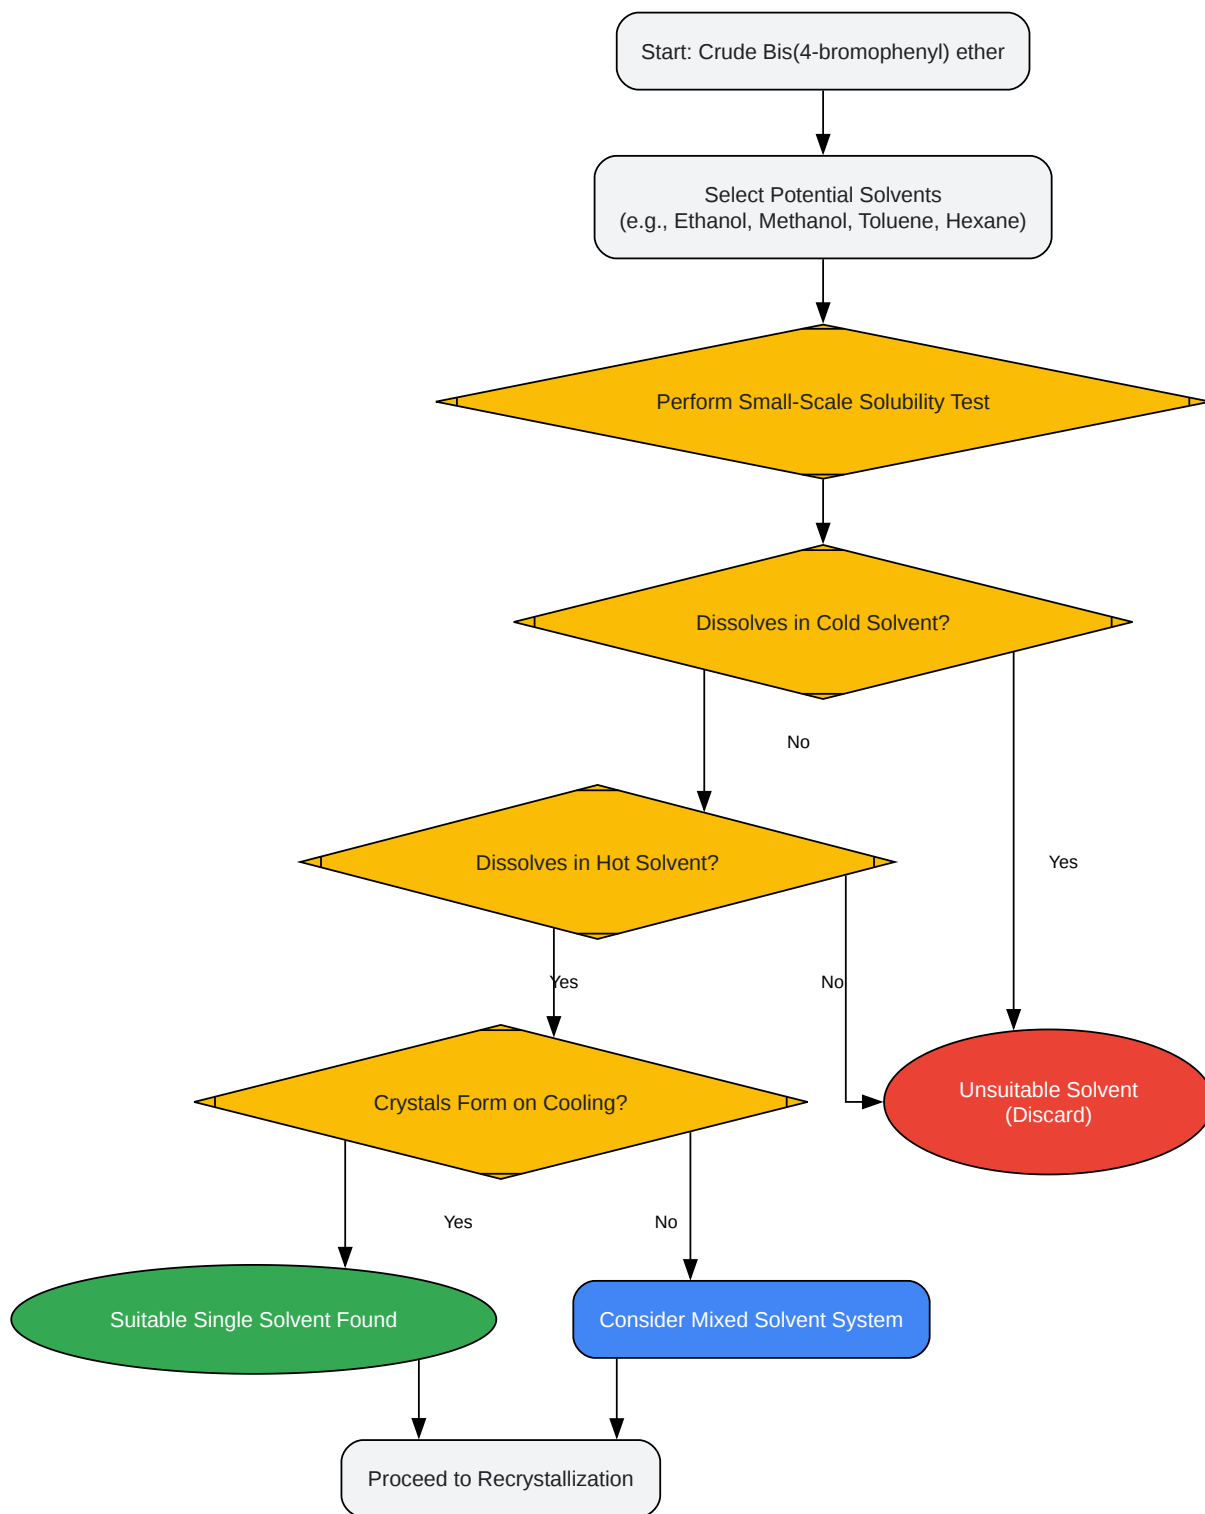 Start: Crude Bis(4-bromophenyl) ether
Select Potential Solvents
(e.g., Ethanol, Methanol, Toluene, Hexane)
Perform Small-Scale Solubility Test
Dissolves in Cold Solvent?
No
Dissolves in Hot Solvent?
Yes
Yes
No
Crystals Form on Cooling?
Unsuitable Solvent
(Discard)
Yes
No
Suitable Single Solvent Found
Consider Mixed Solvent System
Proceed to Recrystallization